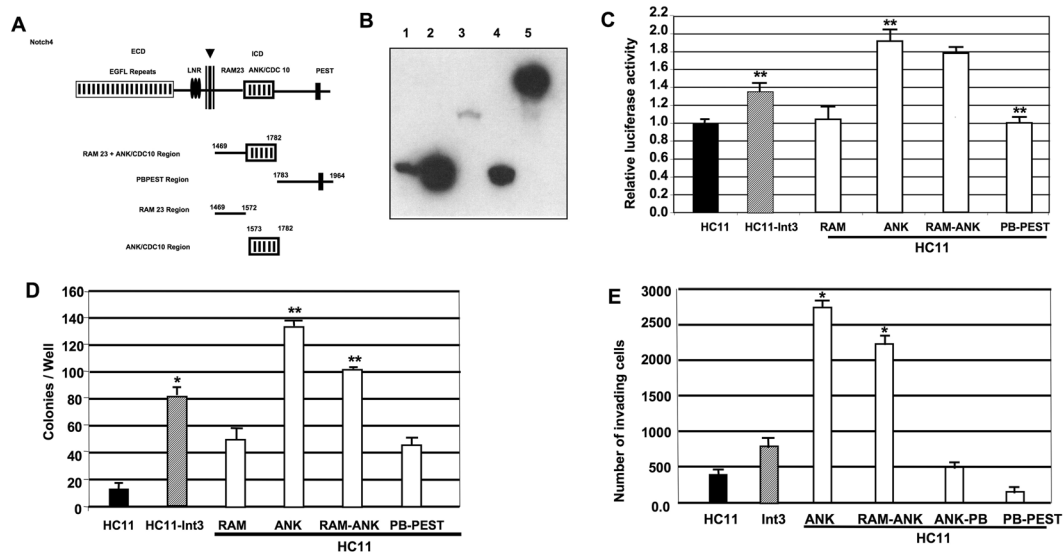 A
Notch4
ECD
ICD
EGFL Repeats
LNR
RAM23
ANK/CDC 10
PEST
1469
1782
RAM 23 + ANK/CDC10 Region
1783
1964
PBPEST Region
1469
1572
RAM 23 Region
1573
1782
ANK/CDC10 Region
B
1 2 3 4 5
C
Relative luciferase activity
2.2
2.0
1.8
1.6
1.4
1.2
1.0
0.8
0.6
0.4
0.2
0.0
**
**
**
HC11 HC11-Int3 RAM ANK RAM-ANK PB-PEST
HC11
D
Colonies / Well
160
140
120
100
80
60
40
20
0
*
**
**
HC11 HC11-Int3 RAM ANK RAM-ANK PB-PEST
HC11
E
Number of invading cells
3000
2500
2000
1500
1000
500
0.0
*
*
HC11 Int3 ANK RAM-ANK ANK-PB PB-PEST
HC11